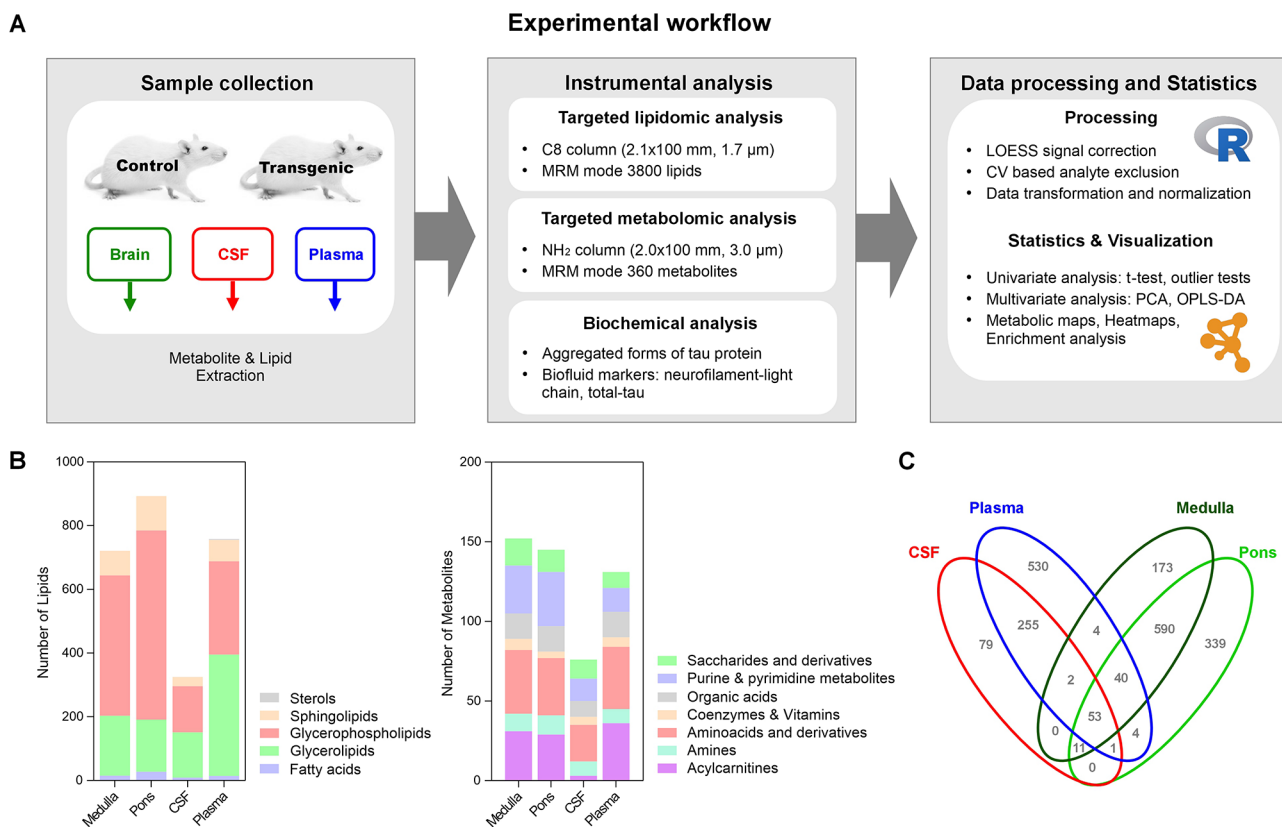 A
Experimental workflow
Sample collection
Control
Transgenic
Brain
CSF
Plasma
Metabolite & Lipid
Extraction
Instrumental analysis
Targeted lipidomic analysis
• C8 column (2.1x100 mm, 1.7 µm)
• MRM mode 3800 lipids
Targeted metabolomic analysis
• NH₂ column (2.0x100 mm, 3.0 µm)
• MRM mode 360 metabolites
Biochemical analysis
• Aggregated forms of tau protein
• Biofluid markers: neurofilament-light
chain, total-tau
Data processing and Statistics
Processing
R
• LOESS signal correction
• CV based analyte exclusion
• Data transformation and normalization
Statistics & Visualization
• Univariate analysis: t-test, outlier tests
• Multivariate analysis: PCA, OPLS-DA
• Metabolic maps, Heatmaps,
Enrichment analysis
B
Number of Lipids
1000
800
600
400
200
0
Medulla
Pons
CSF
Plasma
Sterols
Sphingolipids
Glycerophospholipids
Glycerolipids
Fatty acids
Number of Metabolites
200
150
100
50
0
Medulla
Pons
CSF
Plasma
Saccharides and derivatives
Purine & pyrimidine metabolites
Organic acids
Coenzymes & Vitamins
Aminoacids and derivatives
Amines
Acylcarnitines
C
Plasma
Medulla
CSF
Pons
530
173
255
4
590
79
339
2
40
53
0
4
11
1
0